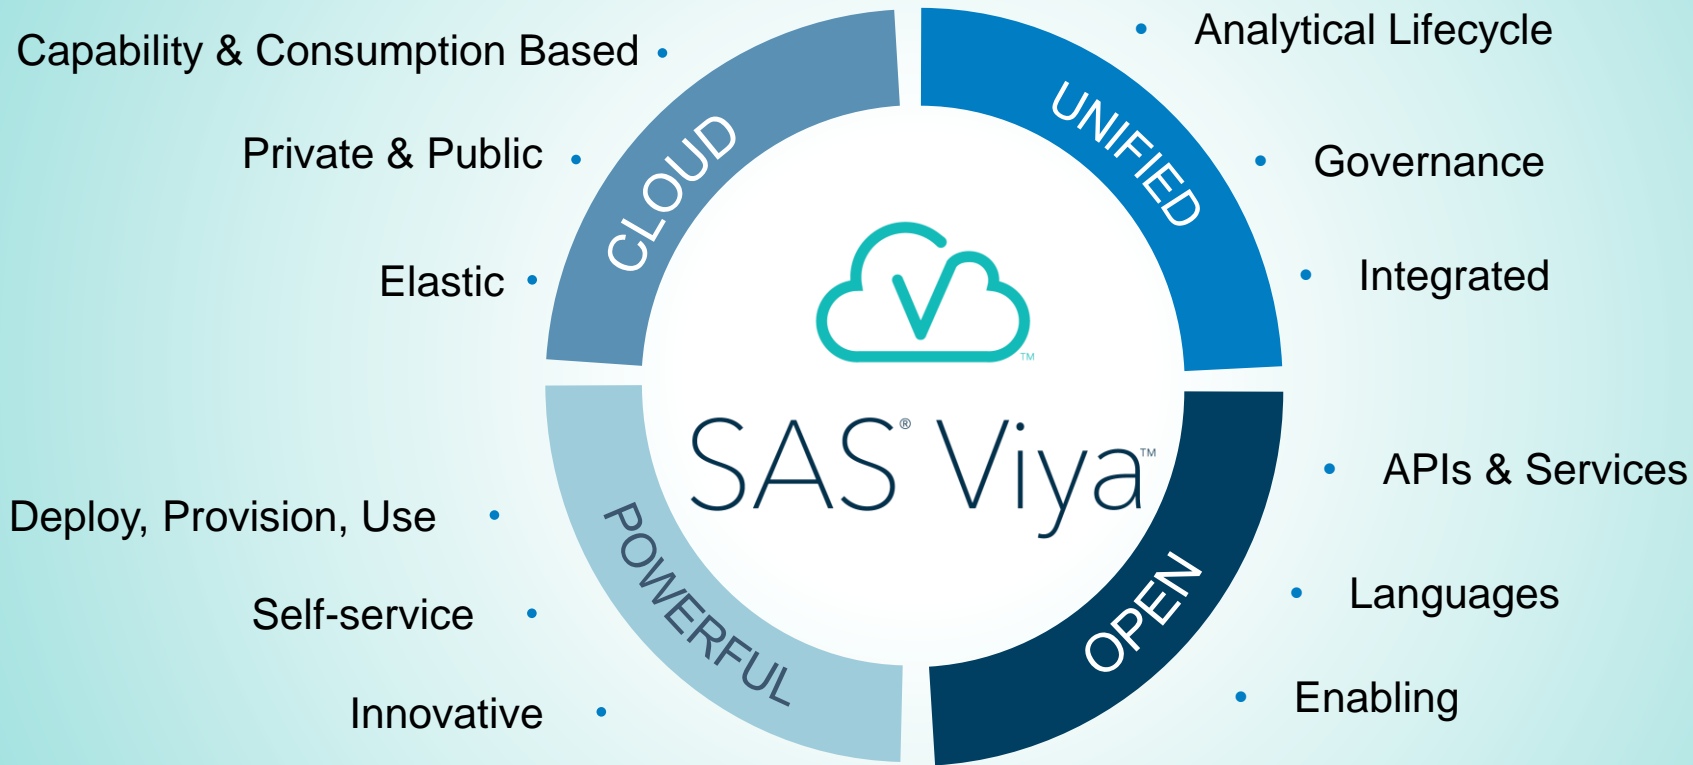 Capability & Consumption Based
Private & Public
Elastic
CLOUD
UNIFIED
Analytical Lifecycle
Governance
Integrated
TM
SAS® Viya™
Deploy, Provision, Use
Self-service
Innovative
POWERFUL
OPEN
APIs & Services
Languages
Enabling